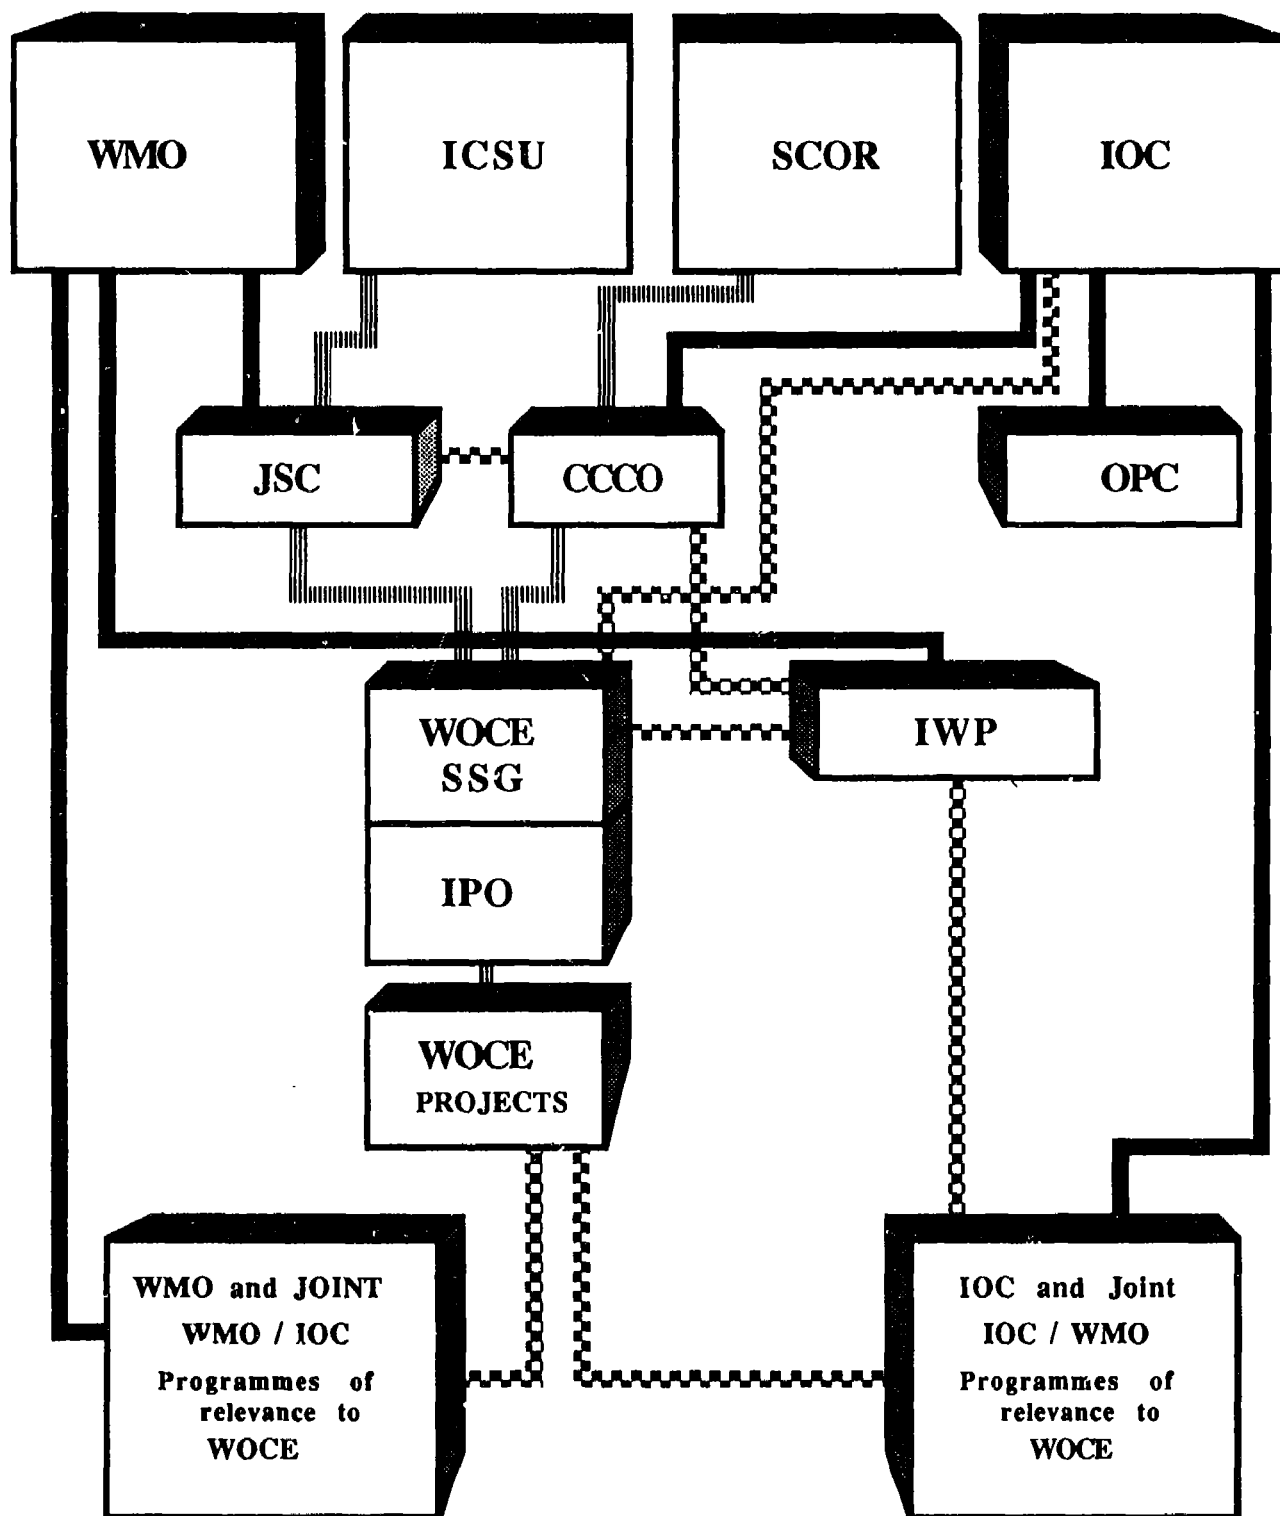 WMO
ICSU
SCOR
IOC
JSC
CCCO
OPC
WOCE
SSG
IWP
IPO
WOCE
PROJECTS
WMO and JOINT
WMO / IOC
Programmes of
relevance to
WOCE
IOC and Joint
IOC / WMO
Programmes of
relevance to
WOCE